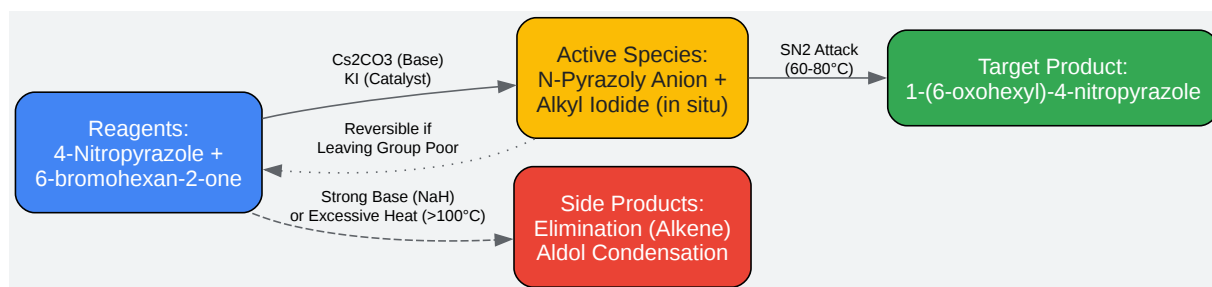 Reagents:
4-Nitropyrazole +
6-bromohexan-2-one
Cs2CO3 (Base)
KI (Catalyst)
Reversible if
Leaving Group Poor
Strong Base (NaH)
or Excessive Heat (>100°C)
Active Species:
N-Pyrazoly Anion +
Alkyl Iodide (in situ)
Side Products:
Elimination (Alkene)
Aldol Condensation
SN2 Attack
(60-80°C)
Target Product:
1-(6-oxohexyl)-4-nitropyrazole